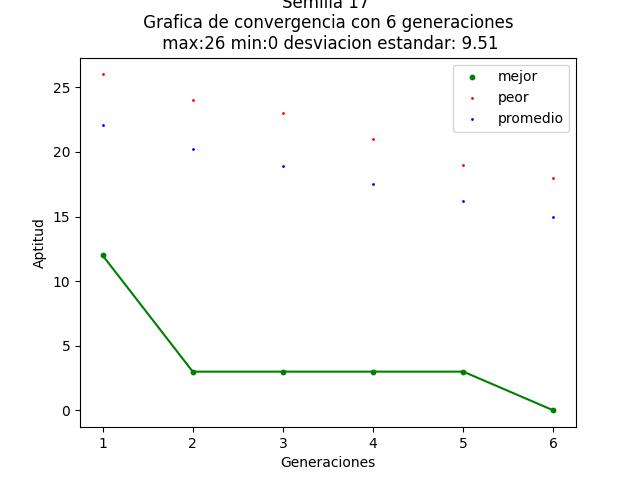 Semilla 17
Grafica de convergencia con 6 generaciones
max:26 min:0 desviacion estandar: 9.51
mejor
peor
promedio
25
20
15
10
5
0
Aptitud
1 2 3 4 5 6
Generaciones